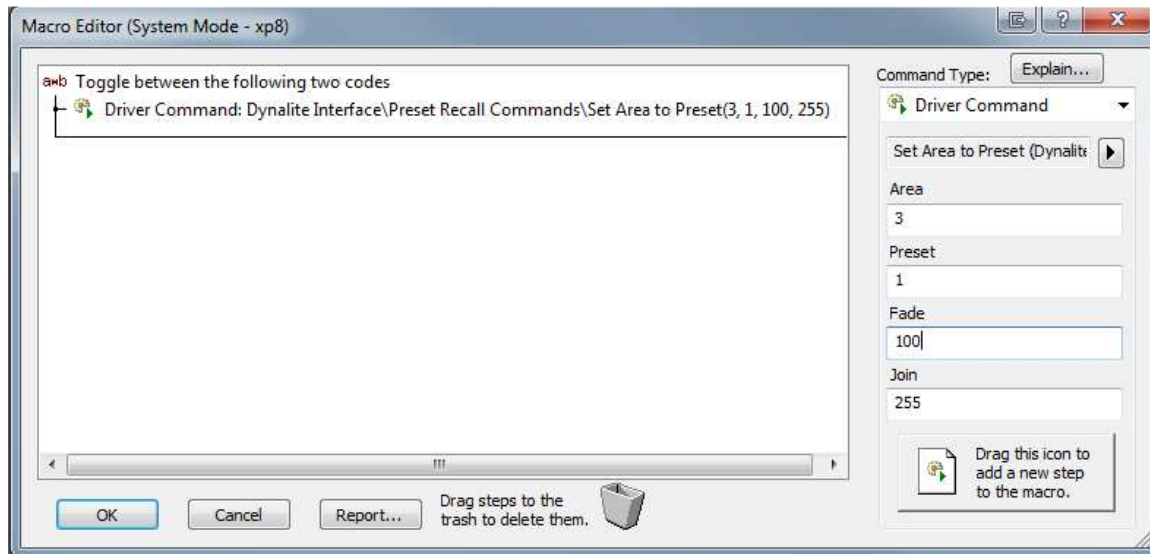 Macro Editor (System Mode - xp8)
a↔b Toggle between the following two codes
Driver Command: Dynalite Interface\Preset Recall Commands\Set Area to Preset(3, 1, 100, 255)
OK
Cancel
Report...
Drag steps to the
trash to delete them.
Command Type:
Explain...
Driver Command
Set Area to Preset (Dynalite
Area
3
Preset
1
Fade
100
Join
255
Drag this icon to
add a new step
to the macro.